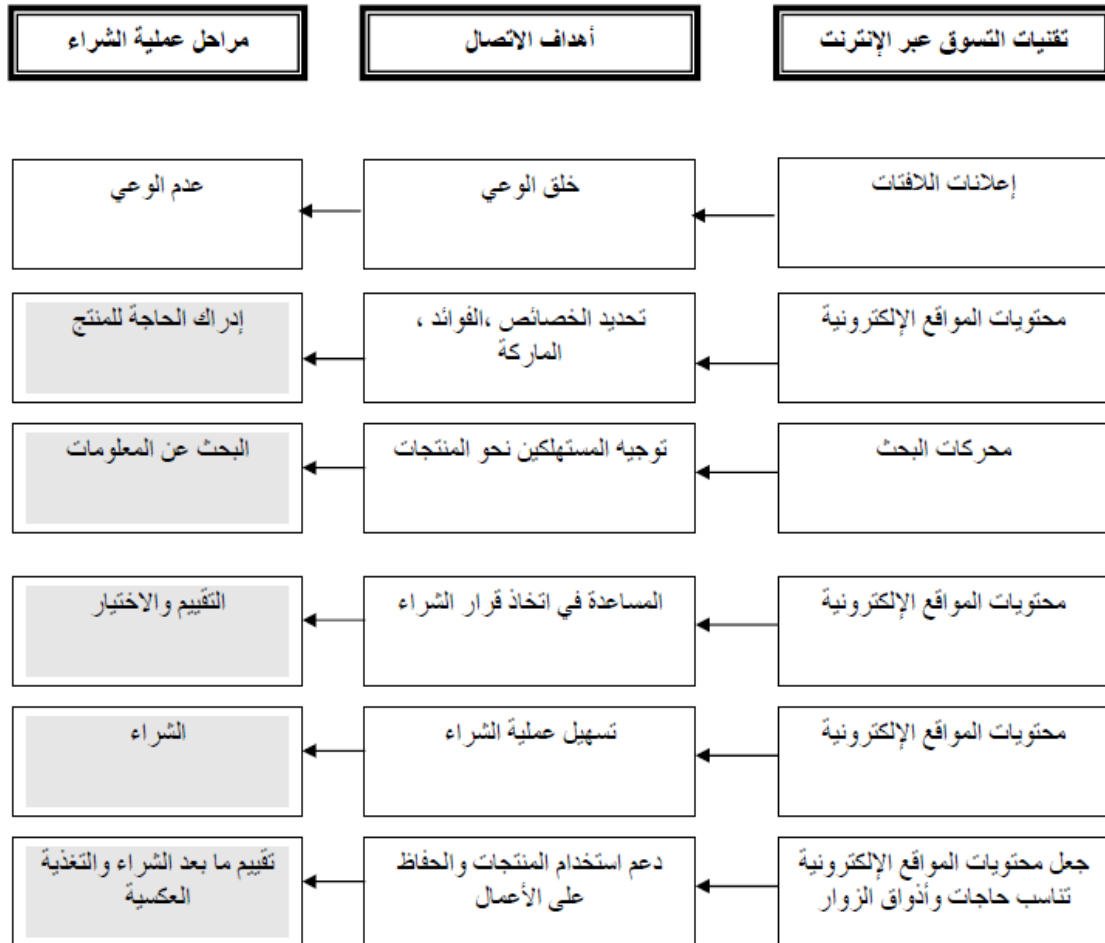 تقنيات التسوق عبر الإنترنت
أهداف الاتصال
مراحل عملية الشراء
إعلانات اللافتات
خلق الوعي
عدم الوعي
محتويات المواقع الإلكترونية
تحديد الخصائص ،الفوائد ،
الماركة
إدراك الحاجة للمنتج
محركات البحث
توجيه المستهلكين نحو المنتجات
البحث عن المعلومات
محتويات المواقع الإلكترونية
المساعدة في اتخاذ قرار الشراء
التقييم والاختيار
محتويات المواقع الإلكترونية
تسهيل عملية الشراء
الشراء
جعل محتويات المواقع الإلكترونية
تناسب حاجات وأذواق الزوار
دعم استخدام المنتجات والحفاظ
على الأعمال
تقييم ما بعد الشراء والتغذية
العكسية